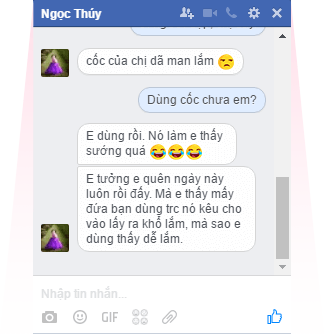 Ngọc Thúy
cốc của chị dã man lắm
Dùng cốc chưa em?
E dùng rồi. Nó làm e thấy
sướng quá
E tưởng e quên ngày này
luôn rồi đấy. Mà e thấy mấy
đứa bạn dùng trc nó kêu cho
vào lấy ra khổ lắm, mà sao e
dùng thấy dễ lắm.
Nhập tin nhắn...
GIF